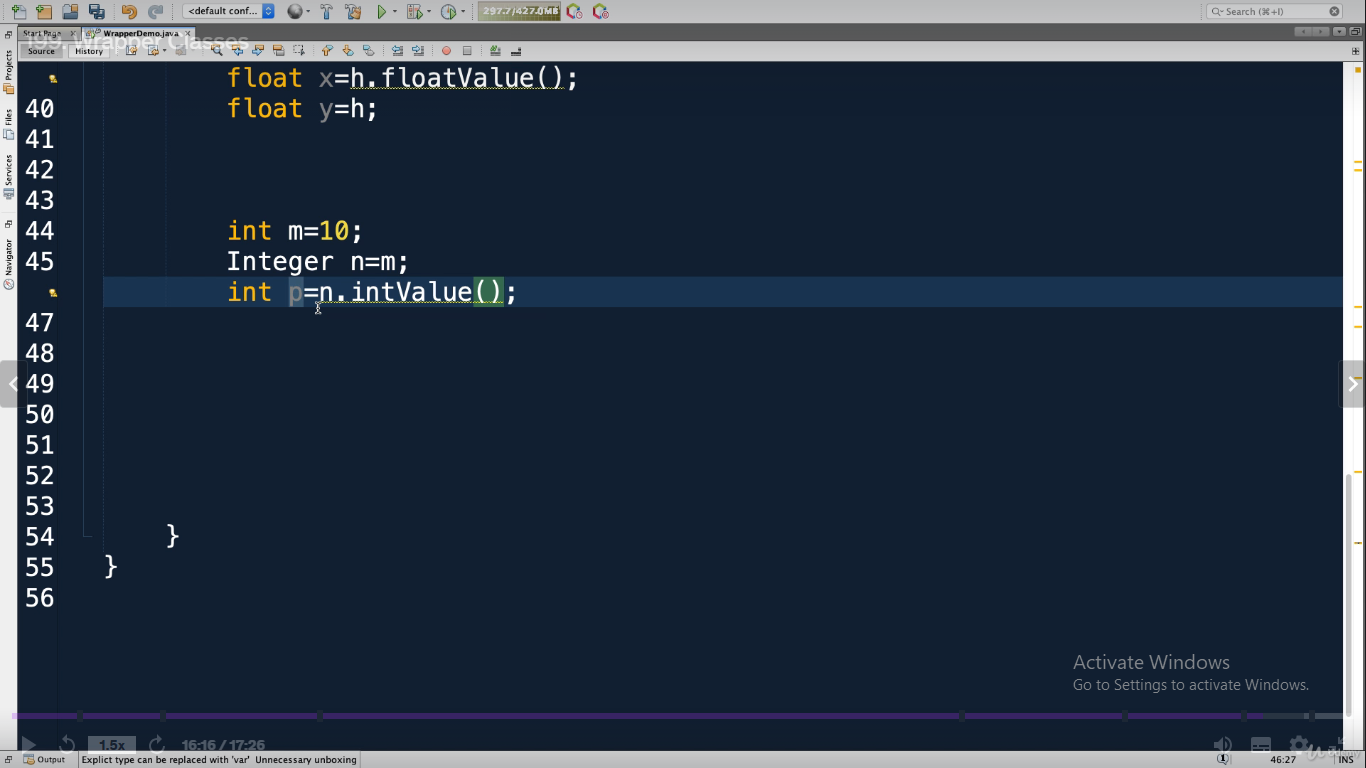 <default conf...
297.7/427.0MB
Search (⌘+I)
Start Page
WrapperDemo.java
199. Wrapper Classes
Source
History
Projects
Files
Services
Navigator
float x=h.floatValue();
40 float y=h;
41
42
43
44 int m=10;
45 Integer n=m;
int p=n.intValue();
47
48
49
50
51
52
53
54 }
55 }
56
Activate Windows
Go to Settings to activate Windows.
1.5x
16:16 / 17:26
Output
Explict type can be replaced with 'var' Unnecessary unboxing
1
46:27
INS